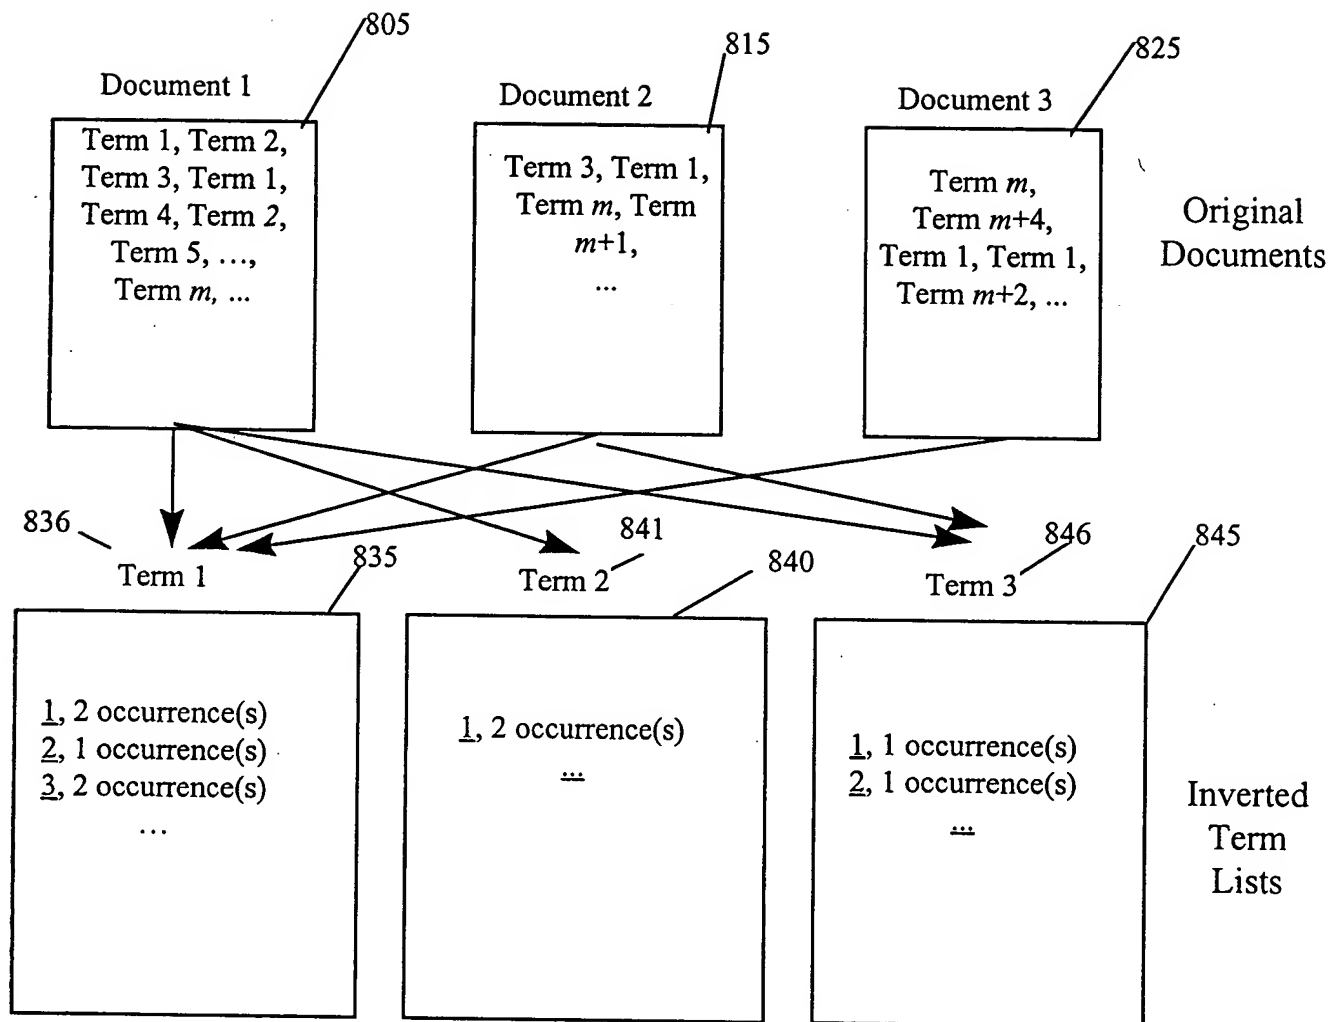 805
815
825
Document 1
Document 2
Document 3
Term 1, Term 2,
Term 3, Term 1,
Term 4, Term 2,
Term 5, ...,
Term m, ...
Term 3, Term 1,
Term m, Term
m+1,
...
Term m,
Term m+4,
Term 1, Term 1,
Term m+2, ...
Original
Documents
836
Term 1
835
841
Term 2
840
846
Term 3
845
1, 2 occurrence(s)
2, 1 occurrence(s)
3, 2 occurrence(s)
...
1, 2 occurrence(s)
...
1, 1 occurrence(s)
2, 1 occurrence(s)
...
Inverted
Term
Lists